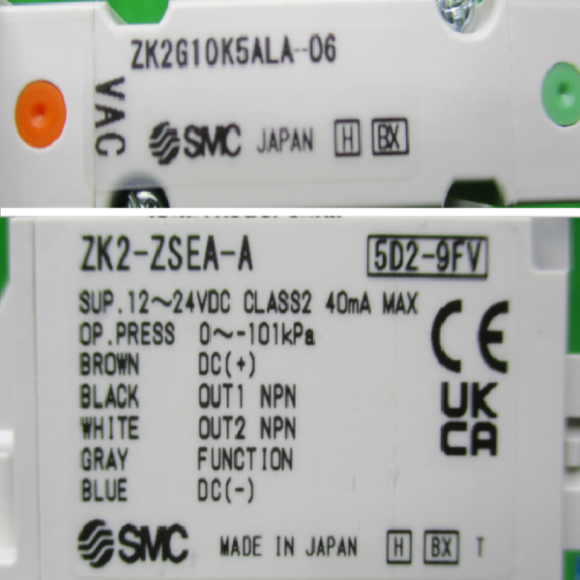 ZK2G10K5ALA-06
VAC
SMC JAPAN H BX
ZK2-ZSEA-A 5D2-9FV
SUP.12~24VDC CLASS2 40mA MAX
OP.PRESS 0~-101kPa
BROWN DC(+)
BLACK OUT1 NPN
WHITE OUT2 NPN
GRAY FUNCTION
BLUE DC(-)
CE
UK
CA
SMC MADE IN JAPAN H BX T